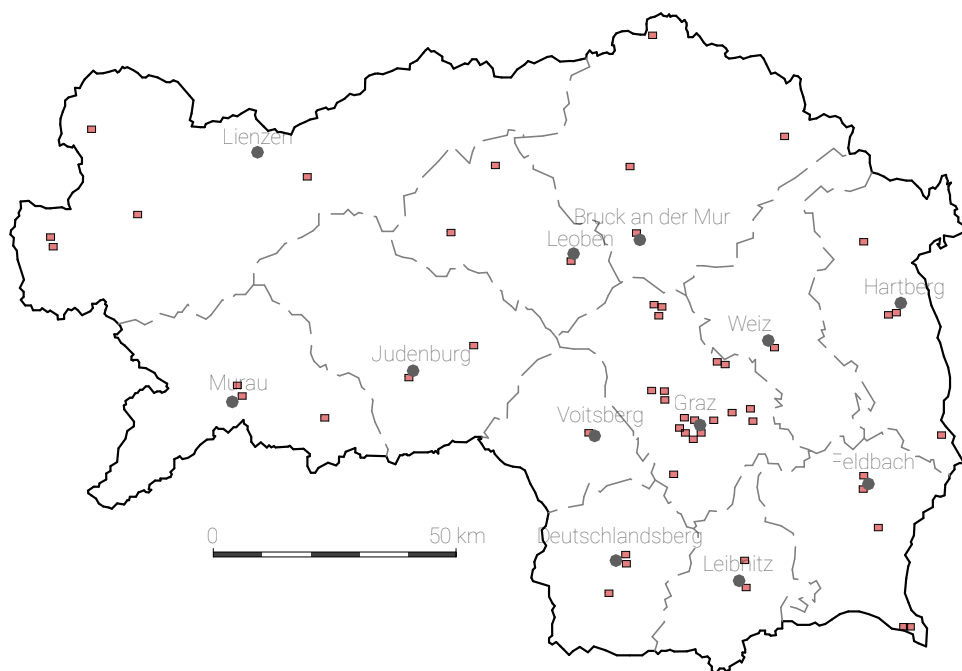 Lienzen
Bruck an der Mur
Leoben
Hartberg
Weiz
Judenburg
Murau
Graz
Voitsberg
Feldbach
Deutschlandsberg
Leibnitz
0 50 km